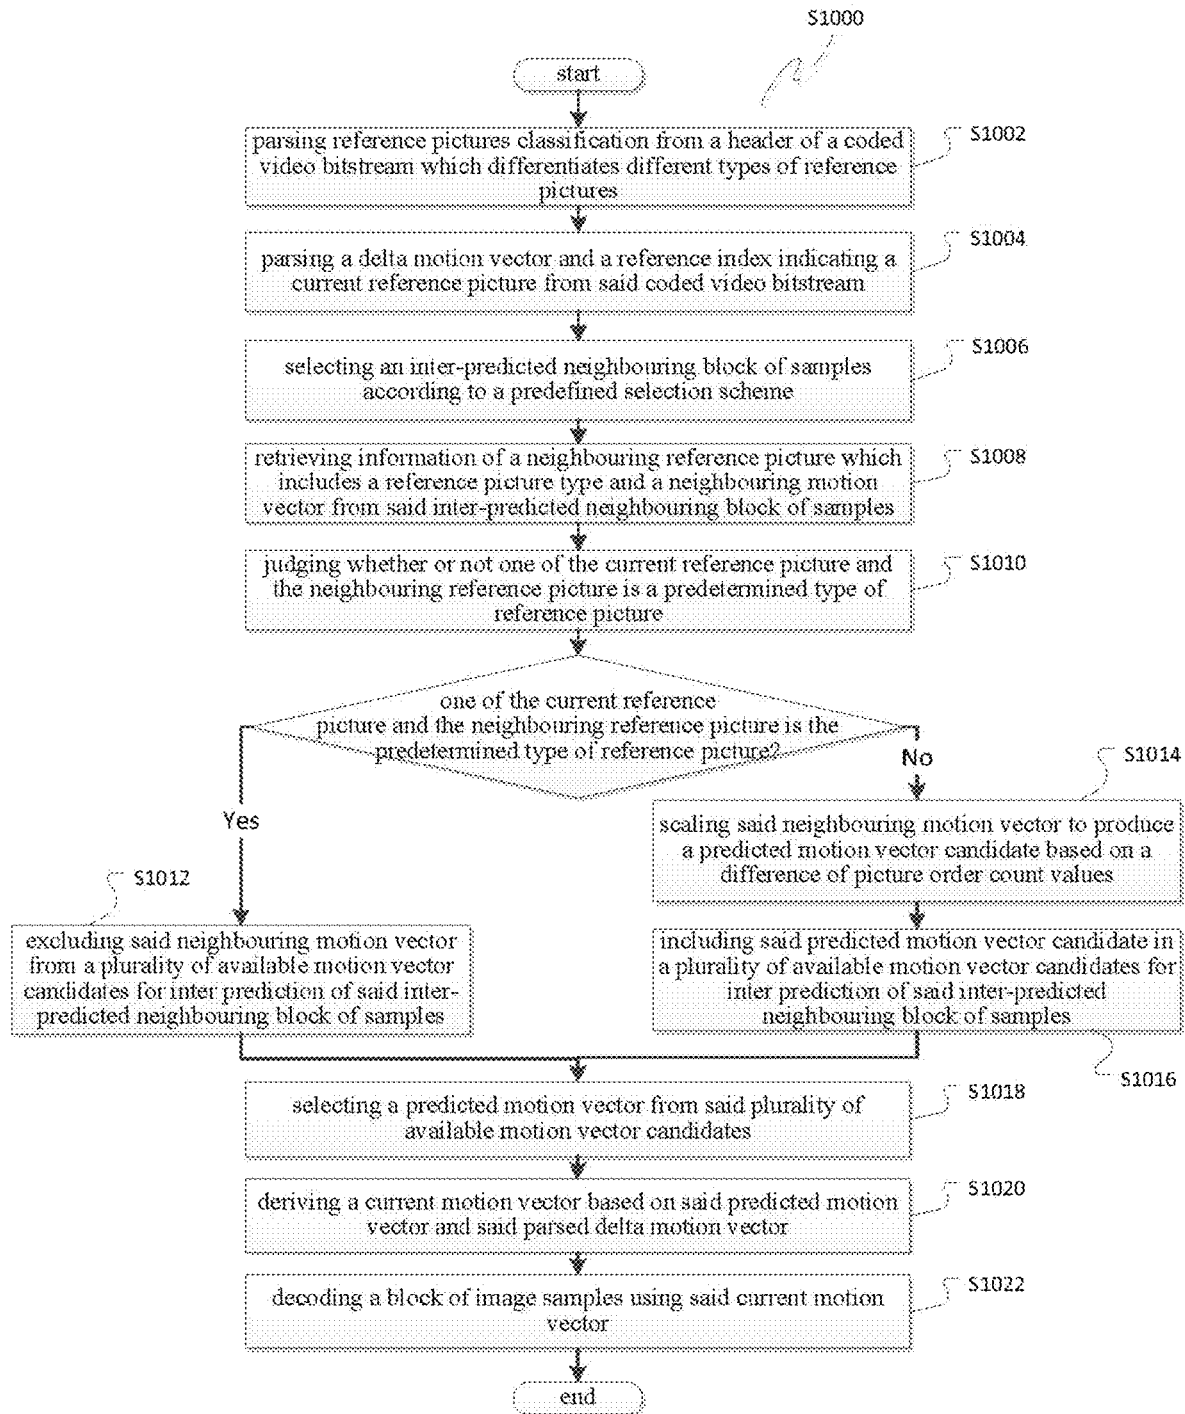 S1000
start
parsing reference pictures classification from a header of a coded
video bitstream which differentiates different types of reference
pictures
S1002
parsing a delta motion vector and a reference index indicating a
current reference picture from said coded video bitstream
S1004
selecting an inter-predicted neighbouring block of samples
according to a predefined selection scheme
S1006
retrieving information of a neighbouring reference picture which
includes a reference picture type and a neighbouring motion
vector from said inter-predicted neighbouring block of samples
S1008
judging whether or not one of the current reference picture and
the neighbouring reference picture is a predetermined type of
reference picture
S1010
one of the current reference
picture and the neighbouring reference picture is the
predetermined type of reference picture?
Yes
No
S1012
excluding said neighbouring motion vector
from a plurality of available motion vector
candidates for inter prediction of said inter-
predicted neighbouring block of samples
S1014
scaling said neighbouring motion vector to produce
a predicted motion vector candidate based on a
difference of picture order count values
including said predicted motion vector candidate in
a plurality of available motion vector candidates for
inter prediction of said inter-predicted
neighbouring block of samples
S1016
selecting a predicted motion vector from said plurality of
available motion vector candidates
S1018
deriving a current motion vector based on said predicted motion
vector and said parsed delta motion vector
S1020
decoding a block of image samples using said current motion
vector
S1022
end